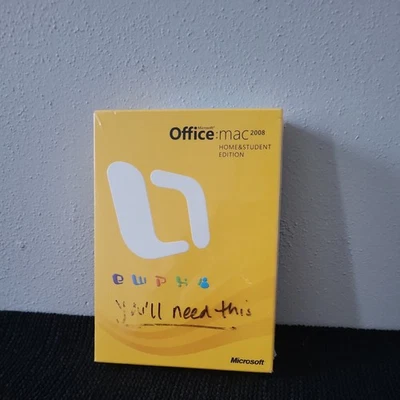 Microsoft
Office:mac 2008
HOME&STUDENT
EDITION
You'll need this
Microsoft